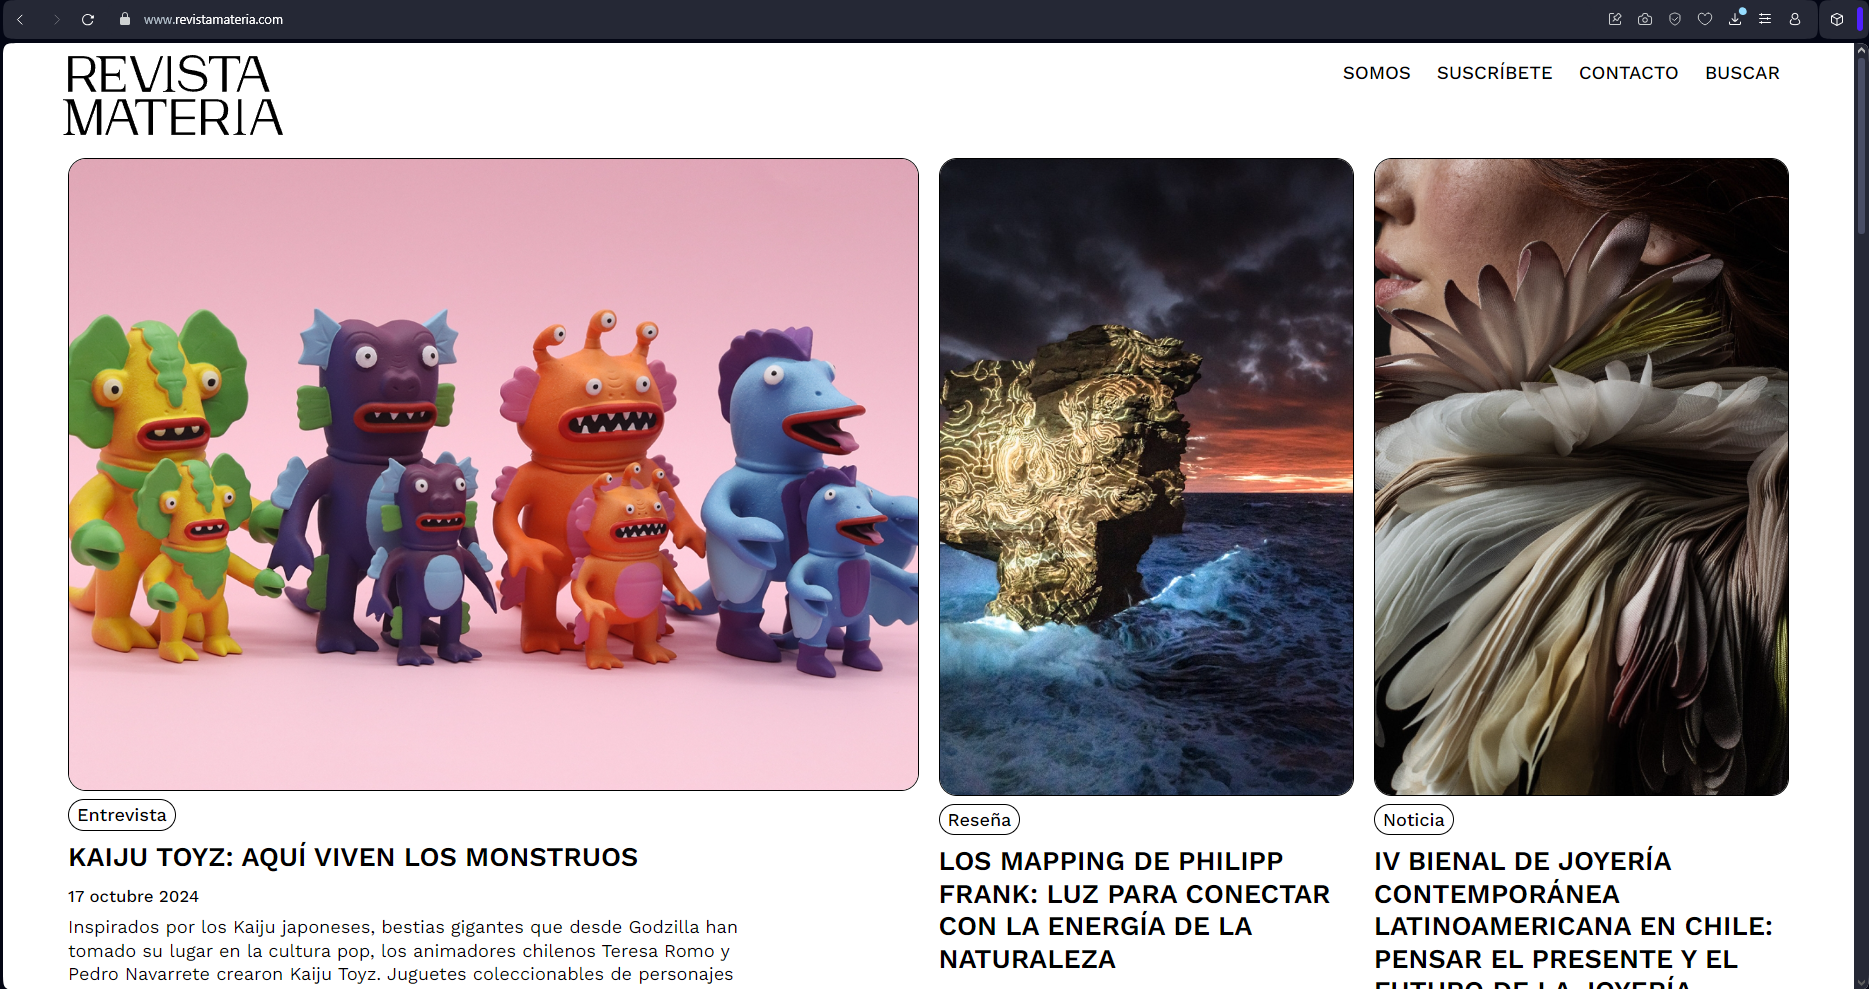 www.revistamateria.com
REVISTA
MATERIA
SOMOS SUSCRÍBETE CONTACTO BUSCAR
Entrevista
KAIJU TOYZ: AQUÍ VIVEN LOS MONSTRUOS
17 octubre 2024
Inspirados por los Kaiju japoneses, bestias gigantes que desde Godzilla han
tomado su lugar en la cultura pop, los animadores chilenos Teresa Romo y
Pedro Navarrete crearon Kaiju Toyz. Juguetes coleccionables de personajes
Reseña
LOS MAPPING DE PHILIPP
FRANK: LUZ PARA CONECTAR
CON LA ENERGÍA DE LA
NATURALEZA
Noticia
IV BIENAL DE JOYERÍA
CONTEMPORÁNEA
LATINOAMERICANA EN CHILE:
PENSAR EL PRESENTE Y EL
FUTURO DE LA JOYERÍA